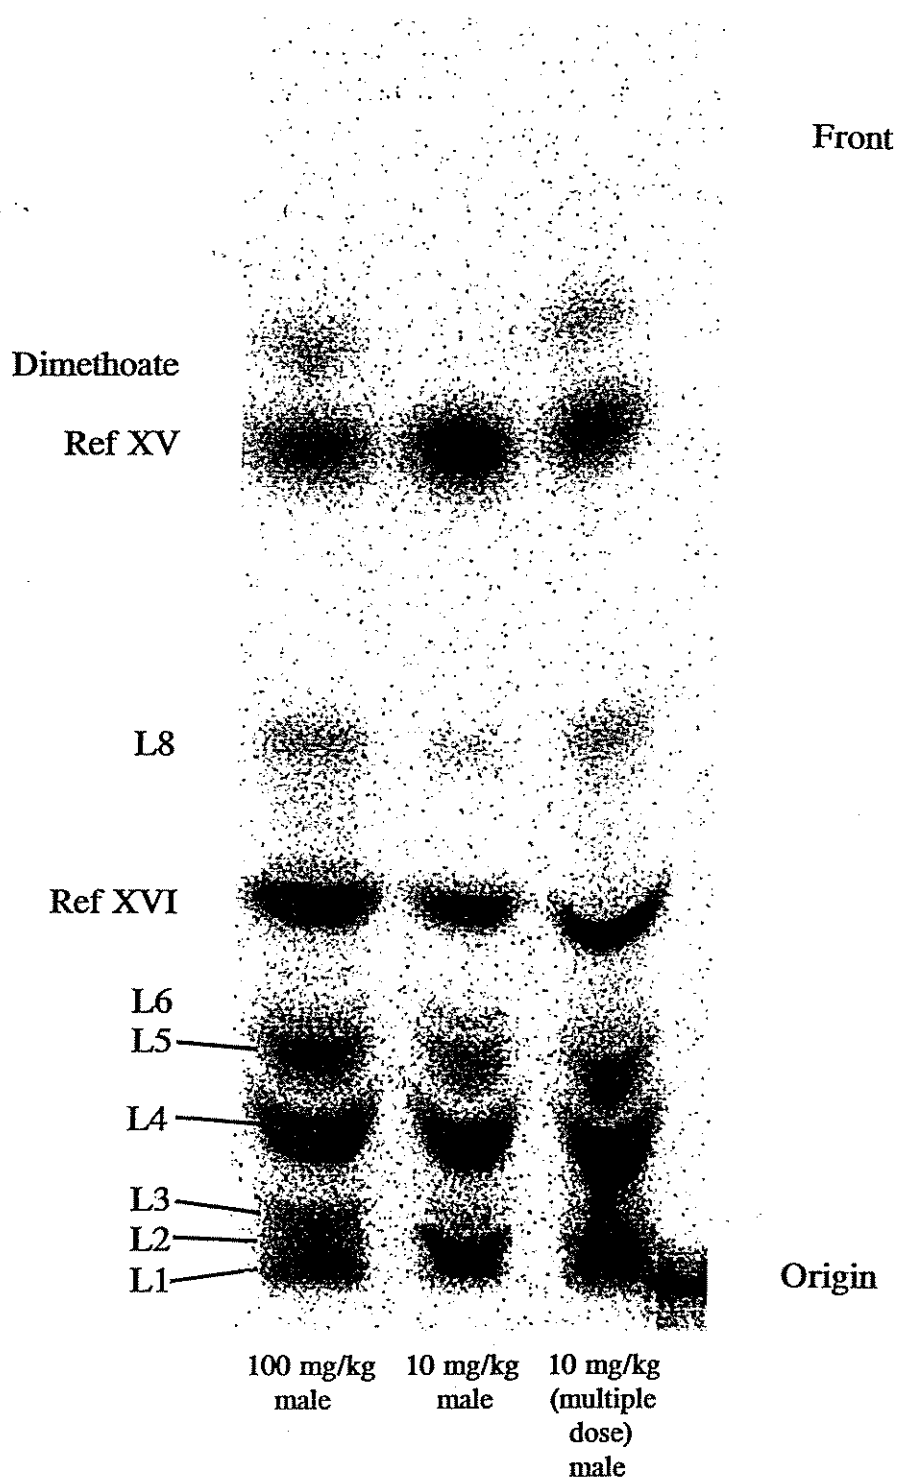 Front
Dimethoate
Ref XV
L8
Ref XVI
L6
L5
L4
L3
L2
L1
Origin
100 mg/kg
male
10 mg/kg
male
10 mg/kg
(multiple
dose)
male